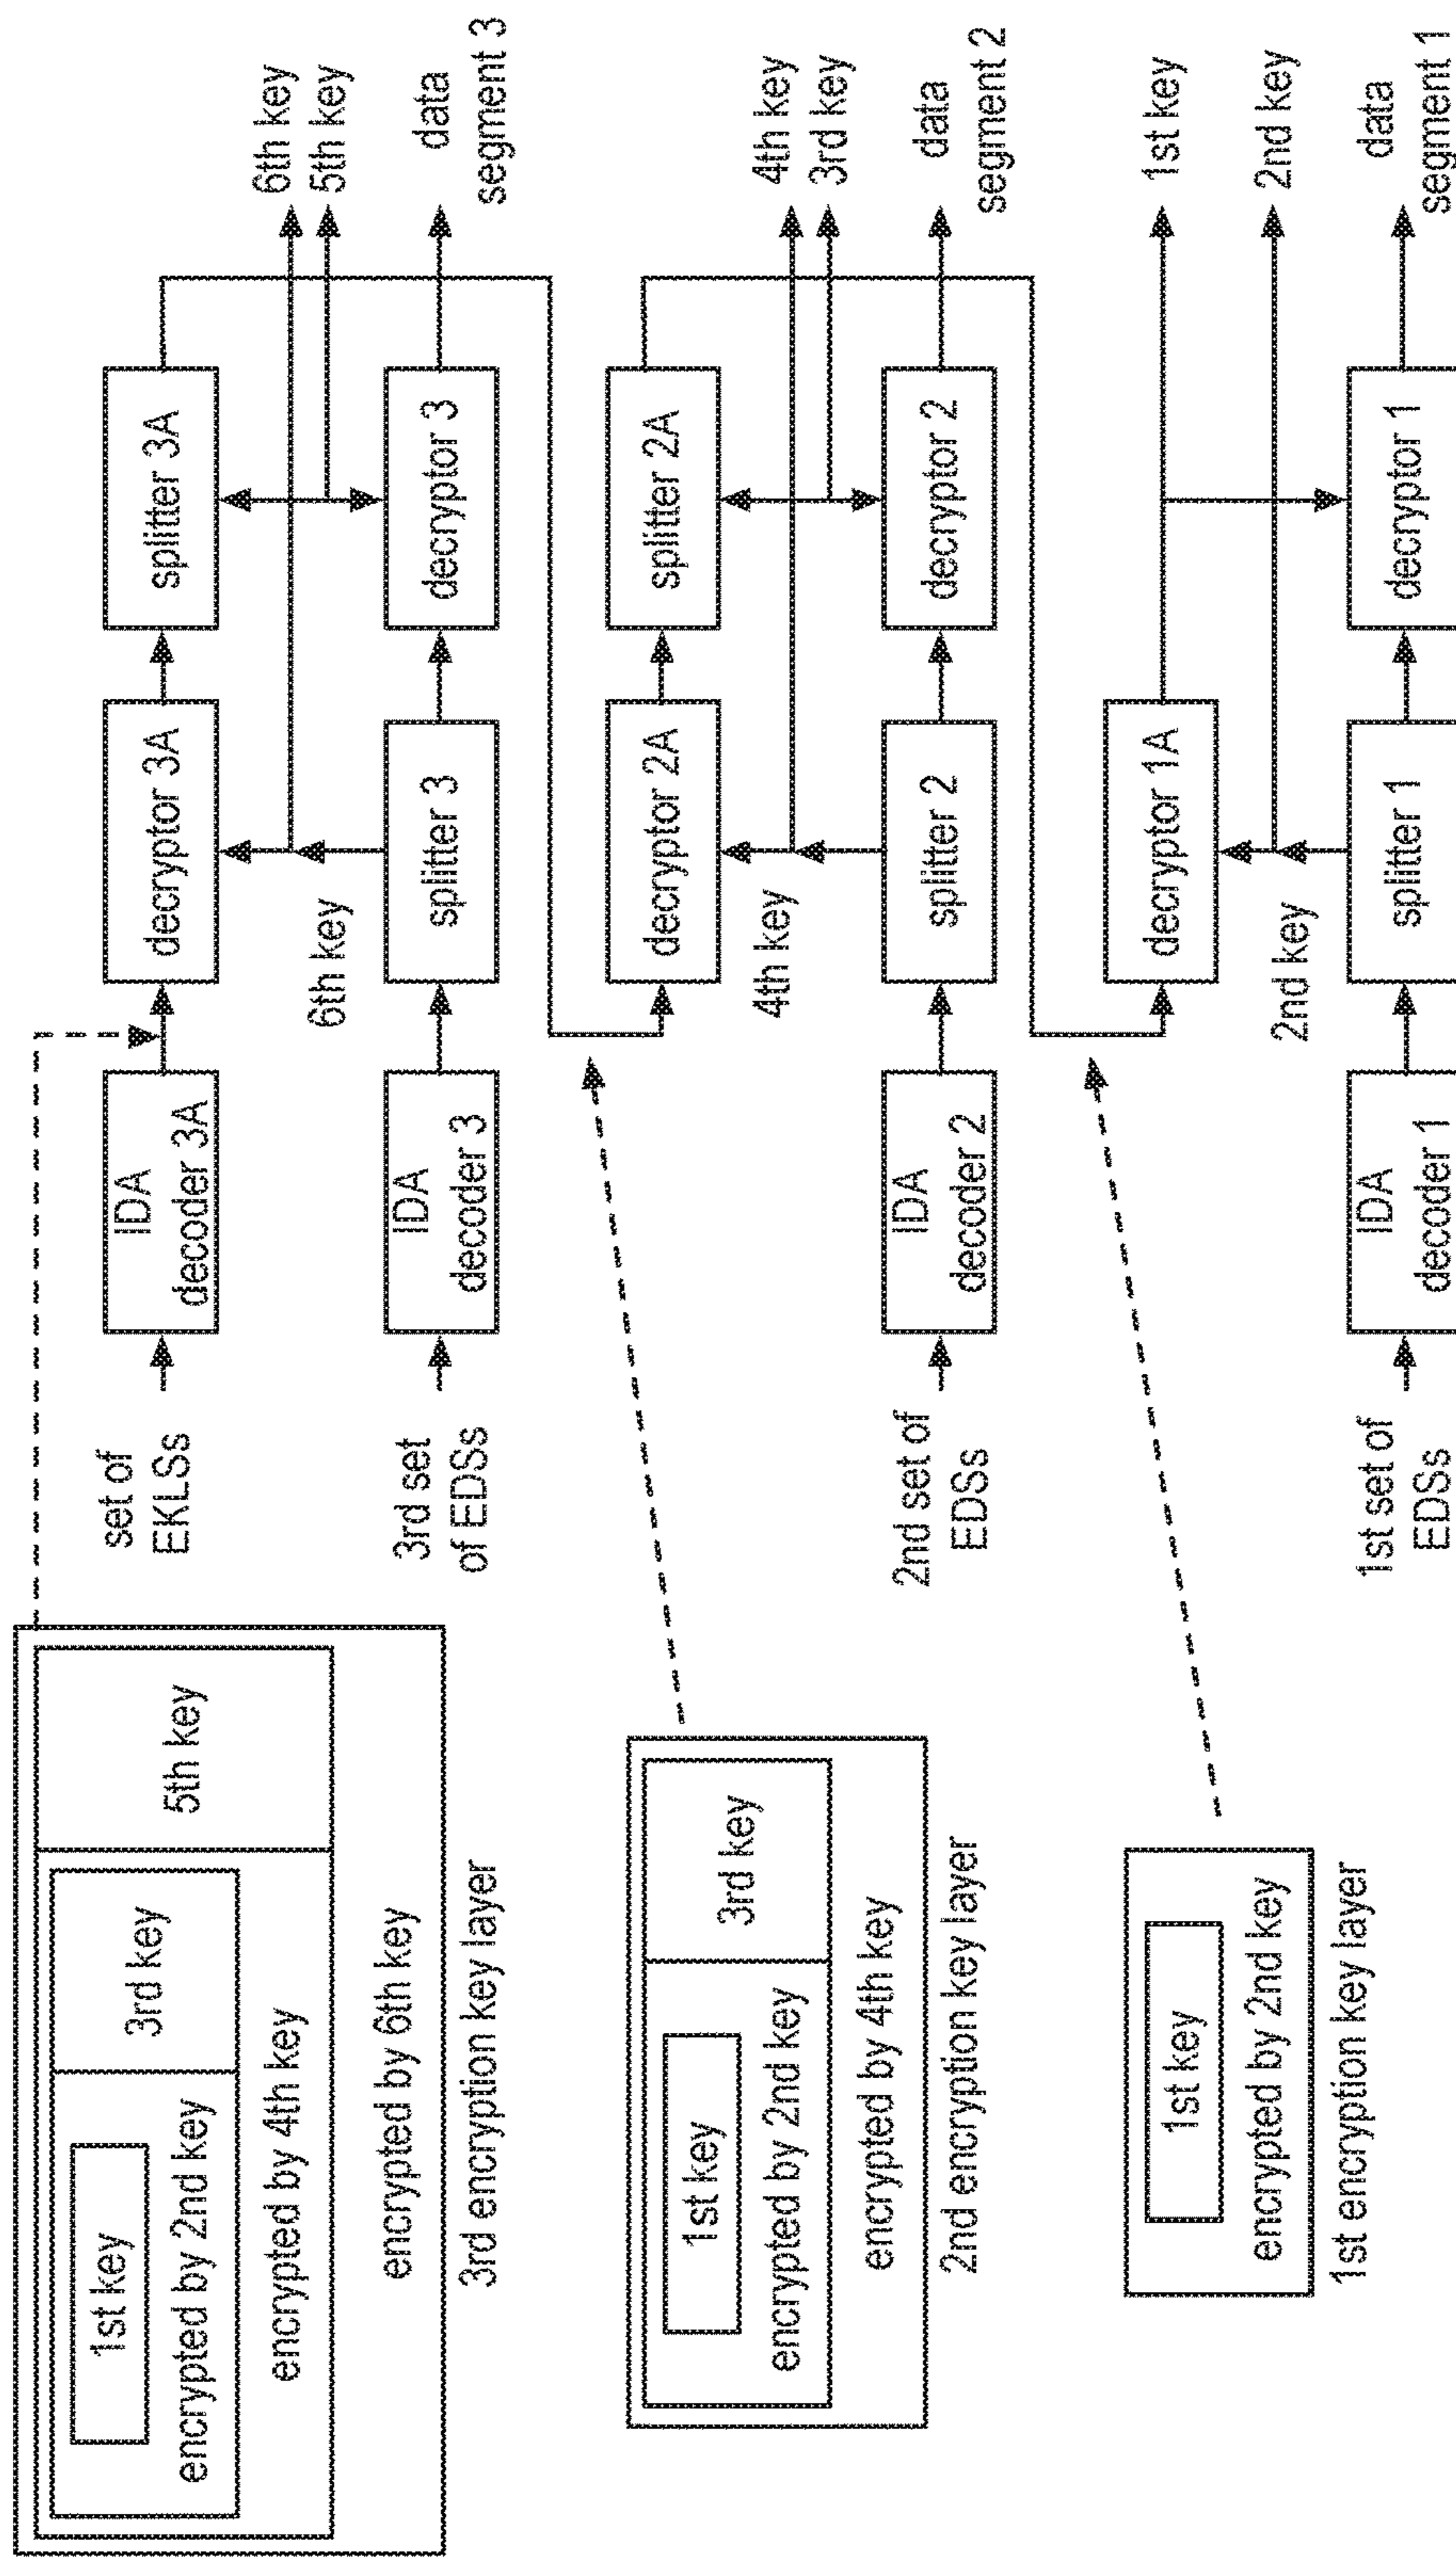 1st key
encrypted by 2nd key
3rd key
encrypted by 4th key
5th key
encrypted by 6th key
3rd encryption key layer
set of
EKLSs
IDA
decoder 3A
decryptor 3A
splitter 3A
6th key
6th key
5th key
3rd set
of EDSs
IDA
decoder 3
splitter 3
decryptor 3
data
segment 3
1st key
encrypted by 2nd key
3rd key
encrypted by 4th key
2nd encryption key layer
decryptor 2A
splitter 2A
4th key
4th key
3rd key
2nd set of
EDSs
IDA
decoder 2
splitter 2
decryptor 2
data
segment 2
1st key
encrypted by 2nd key
1st encryption key layer
decryptor 1A
1st key
2nd key
2nd key
1st set of
EDSs
IDA
decoder 1
splitter 1
decryptor 1
data
segment 1